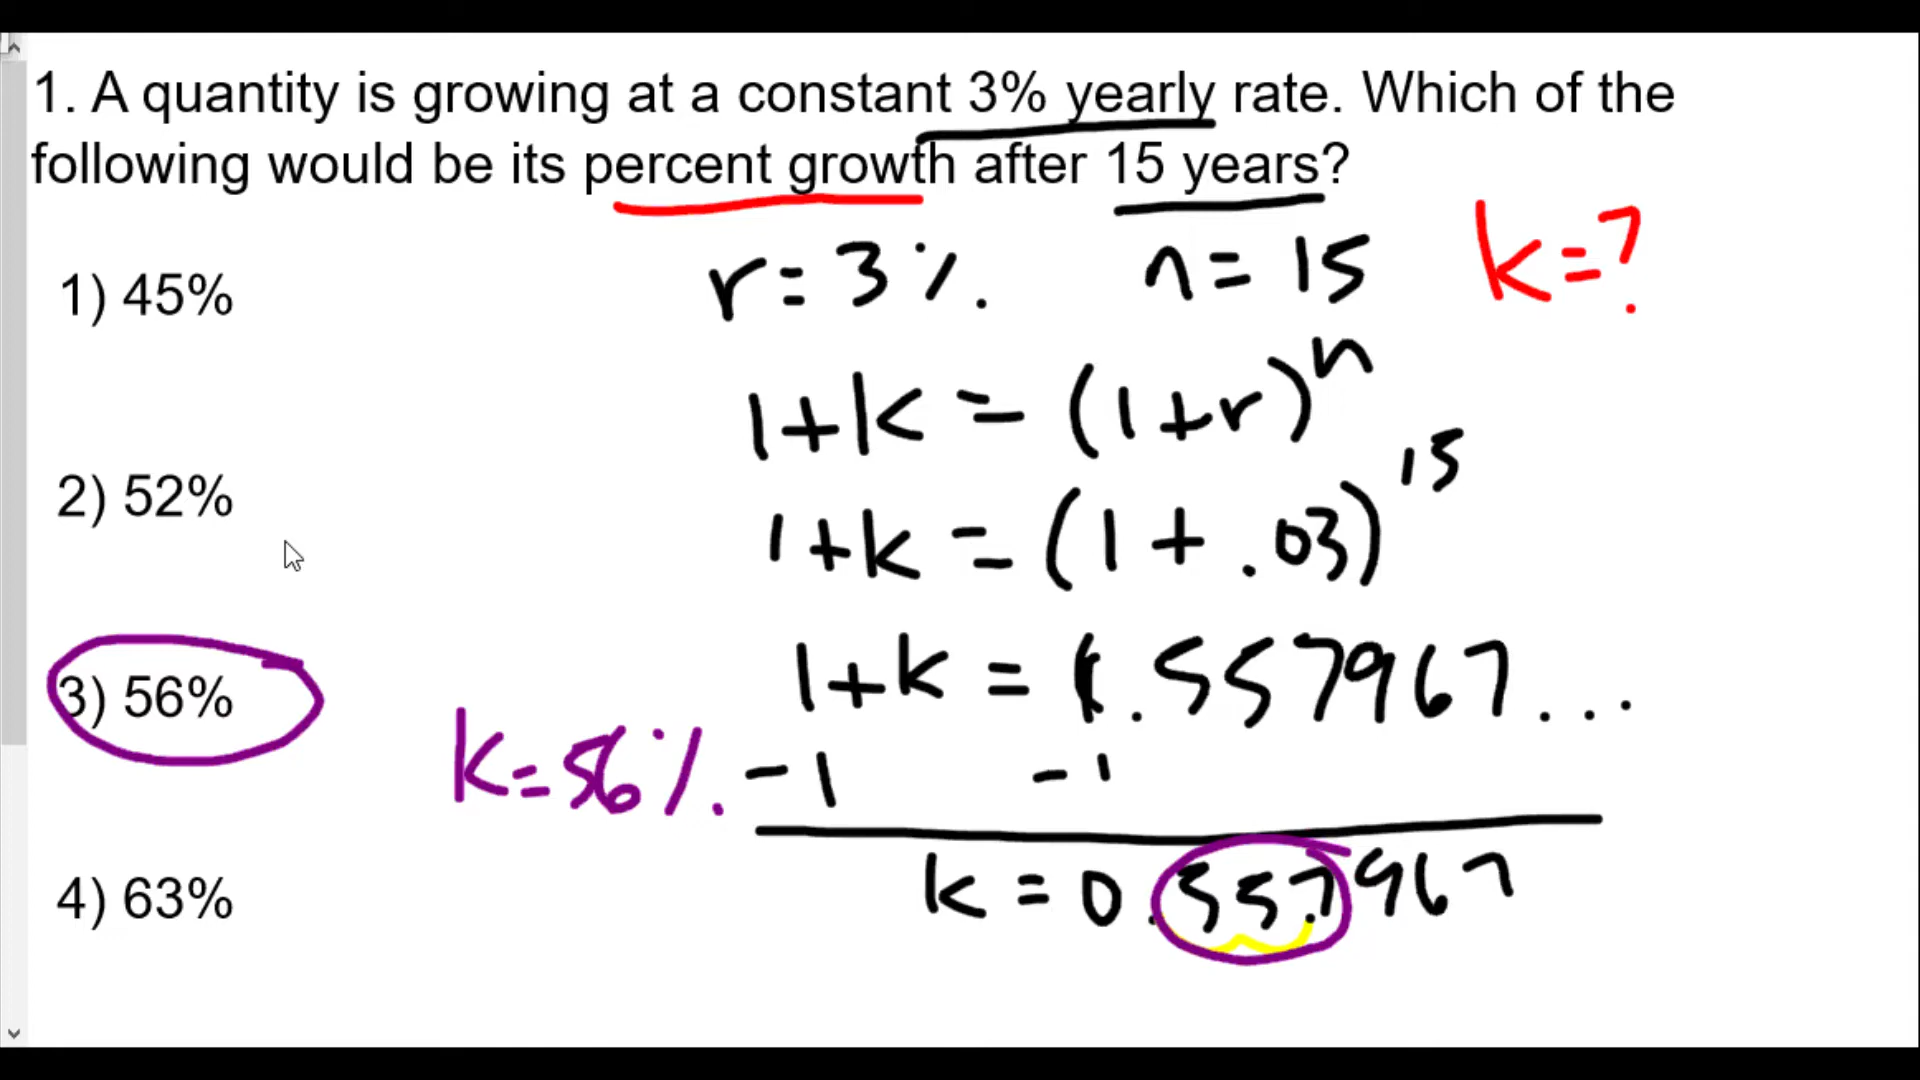 1. A quantity is growing at a constant 3% yearly rate. Which of the
following would be its percent growth after 15 years?
r = 3% n = 15 k = ?
1) 45%
1+k = (1+r)^n
2) 52%
1+k = (1+.03)^15
3) 56%
1+k = 1.557967...
k = 56% -1 -1
k = 0.557967
4) 63%